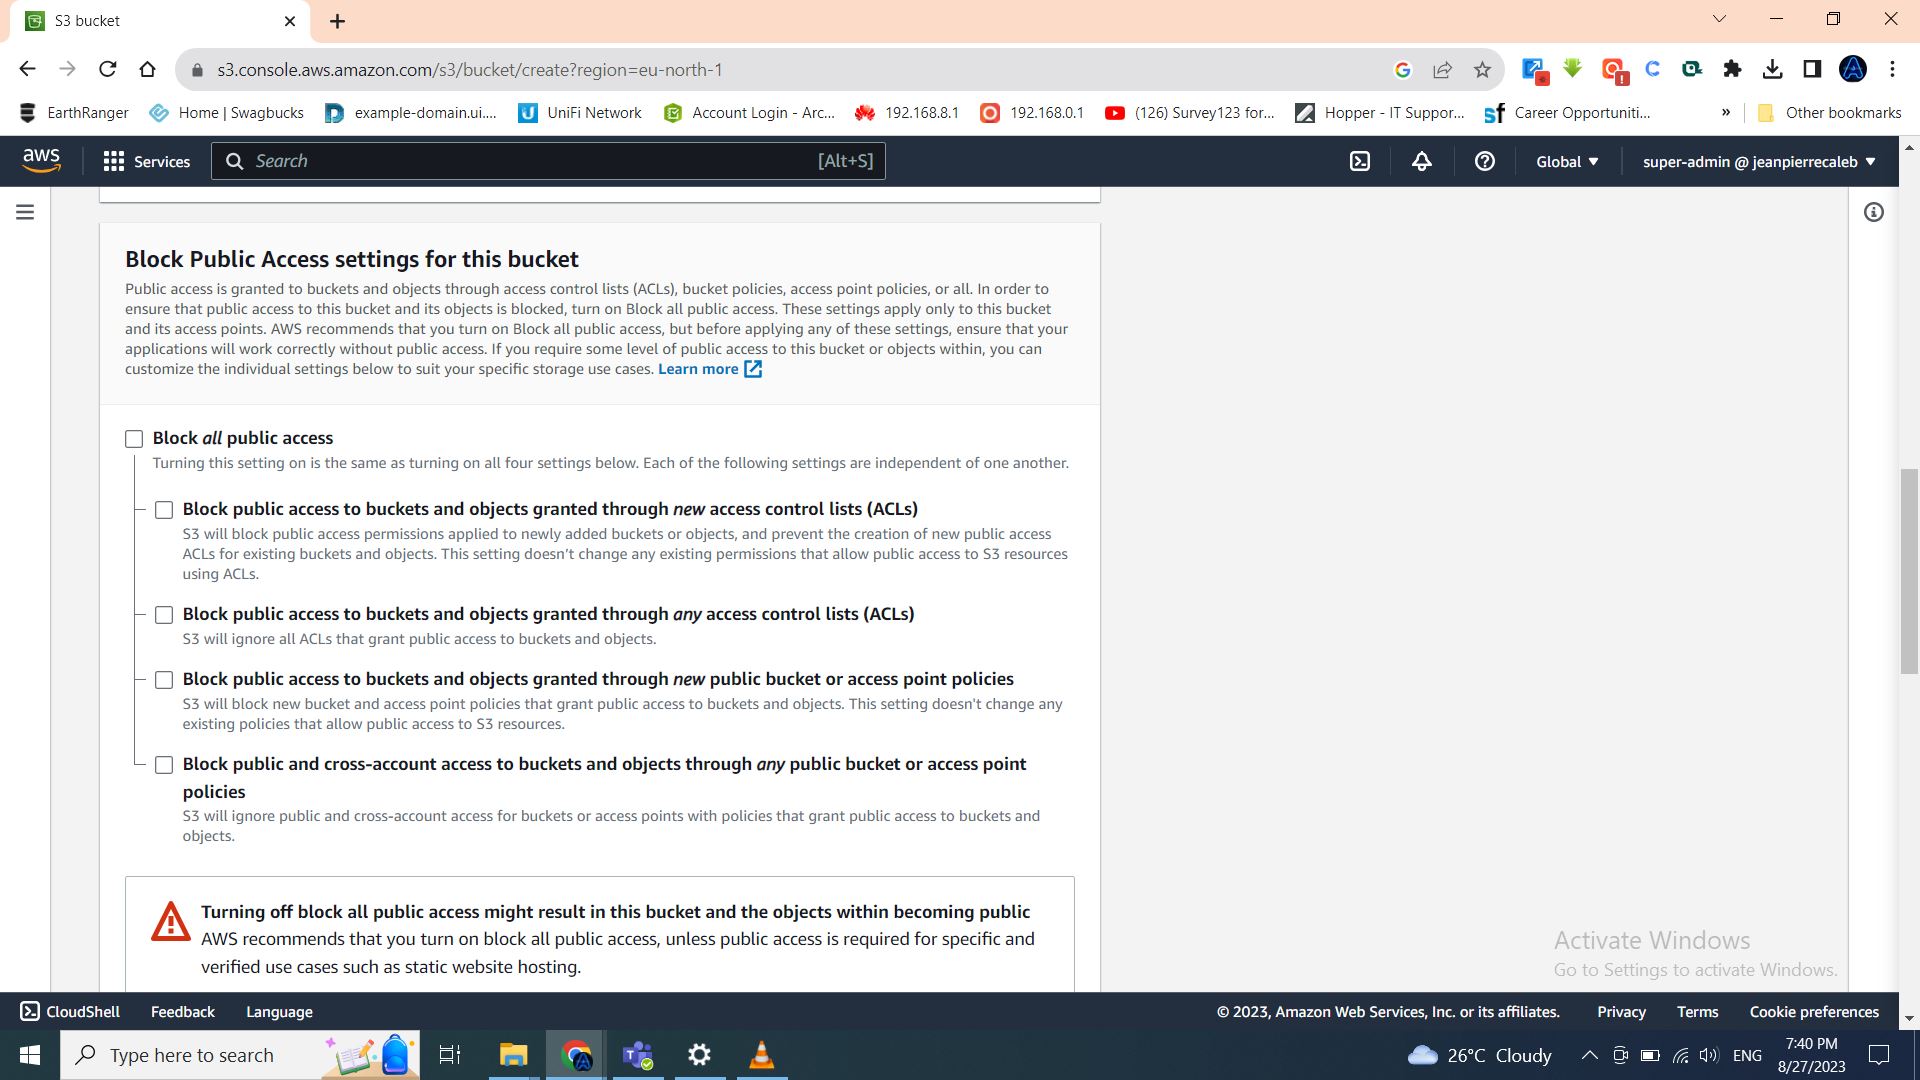 S3 bucket
s3.console.aws.amazon.com/s3/bucket/create?region=eu-north-1
EarthRanger
Home | Swagbucks
example-domain.ui....
UniFi Network
Account Login - Arc...
192.168.8.1
192.168.0.1
(126) Survey123 for...
Hopper - IT Suppor...
Career Opportuniti...
»
Other bookmarks
aws
Services
Search
[Alt+S]
Global
super-admin @ jeanpierrecaleb
Block Public Access settings for this bucket
Public access is granted to buckets and objects through access control lists (ACLs), bucket policies, access point policies, or all. In order to
ensure that public access to this bucket and its objects is blocked, turn on Block all public access. These settings apply only to this bucket
and its access points. AWS recommends that you turn on Block all public access, but before applying any of these settings, ensure that your
applications will work correctly without public access. If you require some level of public access to this bucket or objects within, you can
customize the individual settings below to suit your specific storage use cases. Learn more
Block all public access
Turning this setting on is the same as turning on all four settings below. Each of the following settings are independent of one another.
Block public access to buckets and objects granted through new access control lists (ACLs)
S3 will block public access permissions applied to newly added buckets or objects, and prevent the creation of new public access
ACLs for existing buckets and objects. This setting doesn't change any existing permissions that allow public access to S3 resources
using ACLs.
Block public access to buckets and objects granted through any access control lists (ACLs)
S3 will ignore all ACLs that grant public access to buckets and objects.
Block public access to buckets and objects granted through new public bucket or access point policies
S3 will block new bucket and access point policies that grant public access to buckets and objects. This setting doesn't change any
existing policies that allow public access to S3 resources.
Block public and cross-account access to buckets and objects through any public bucket or access point
policies
S3 will ignore public and cross-account access for buckets or access points with policies that grant public access to buckets and
objects.
Turning off block all public access might result in this bucket and the objects within becoming public
AWS recommends that you turn on block all public access, unless public access is required for specific and
verified use cases such as static website hosting.
Activate Windows
Go to Settings to activate Windows.
CloudShell
Feedback
Language
© 2023, Amazon Web Services, Inc. or its affiliates.
Privacy
Terms
Cookie preferences
Type here to search
26°C Cloudy
ENG
7:40 PM
8/27/2023